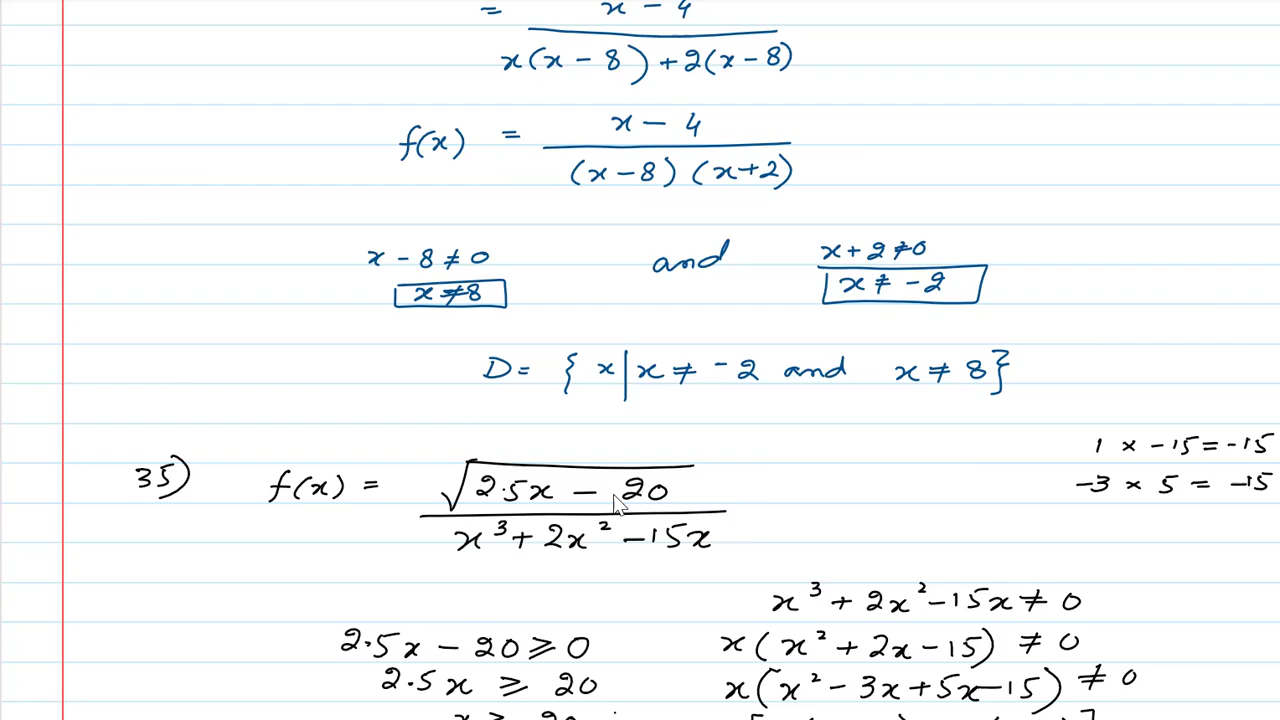 = x - 4
x(x - 8) + 2(x - 8)
f(x) = x - 4
(x - 8) (x + 2)
x - 8 ≠ 0 and x + 2 ≠ 0
x ≠ 8 x ≠ -2
D = { x | x ≠ -2 and x ≠ 8 }
1 x -15 = -15
35) f(x) = √2.5x - 20
-3 x 5 = -15
x³ + 2x² - 15x
x³ + 2x² - 15x ≠ 0
2.5x - 20 ≥ 0 x(x² + 2x - 15) ≠ 0
2.5x ≥ 20 x(x² - 3x + 5x - 15) ≠ 0